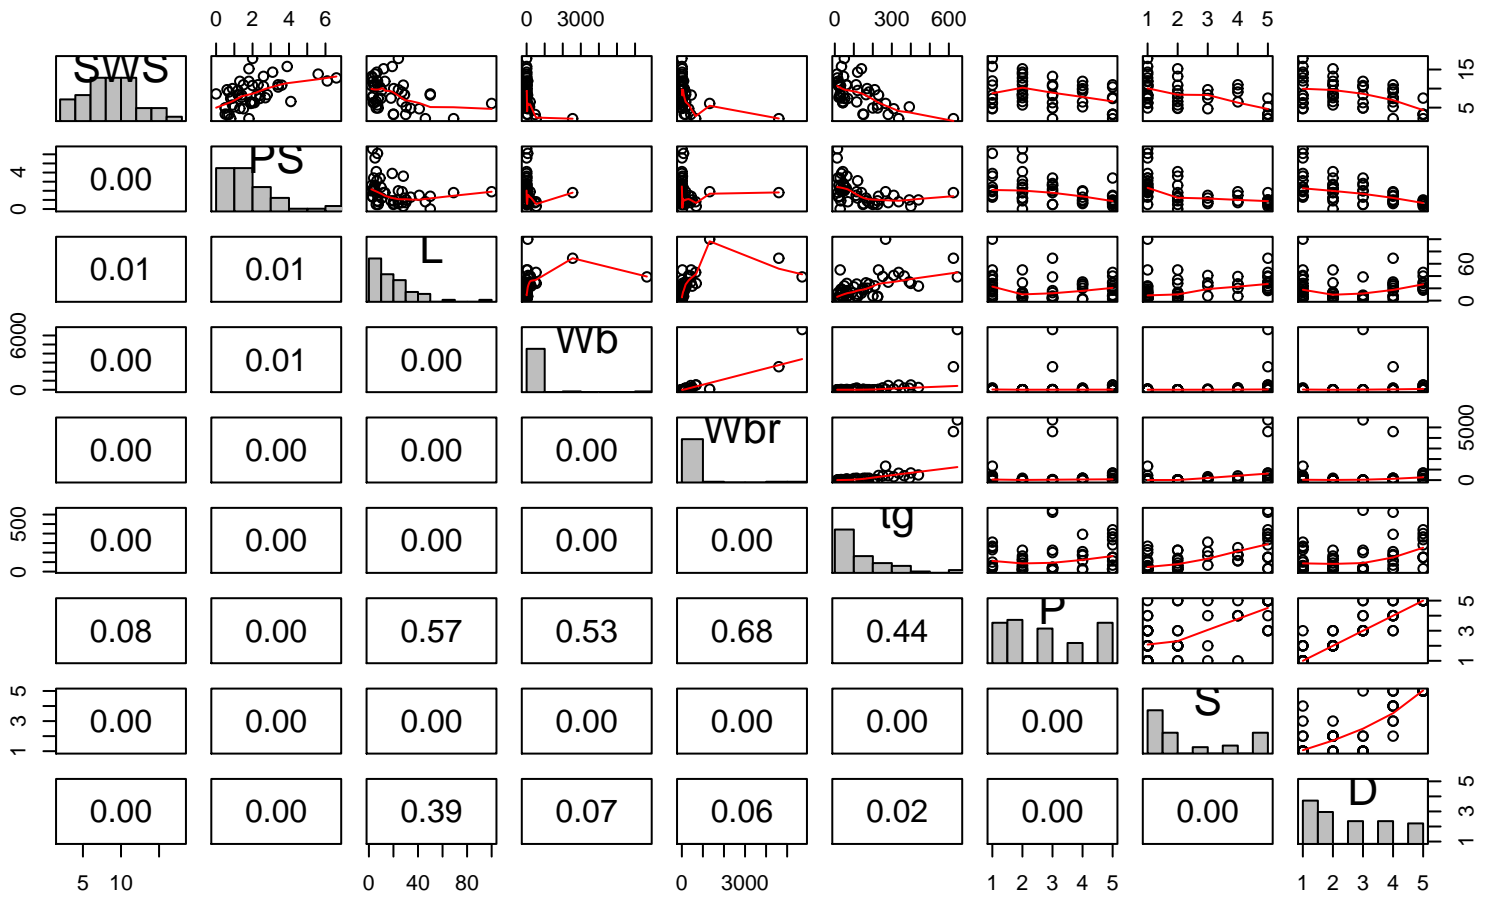 0 2 4 6 0 3000 0 300 600 1 2 3 4 5
SWS 5 15
0 4 0.00 PS
0.01 0.01 L 0 60
0 6000 0.00 0.01 0.00 Wb
0.00 0.00 0.00 0.00 Wbr 0 5000
0 500 0.00 0.00 0.00 0.00 0.00 tg
0.08 0.00 0.57 0.53 0.68 0.44 P 1 3 5
1 3 5 0.00 0.00 0.00 0.00 0.00 0.00 0.00 S
0.00 0.00 0.39 0.07 0.06 0.02 0.00 0.00 D 1 3 5
5 10 0 40 80 0 3000 1 2 3 4 5 1 2 3 4 5